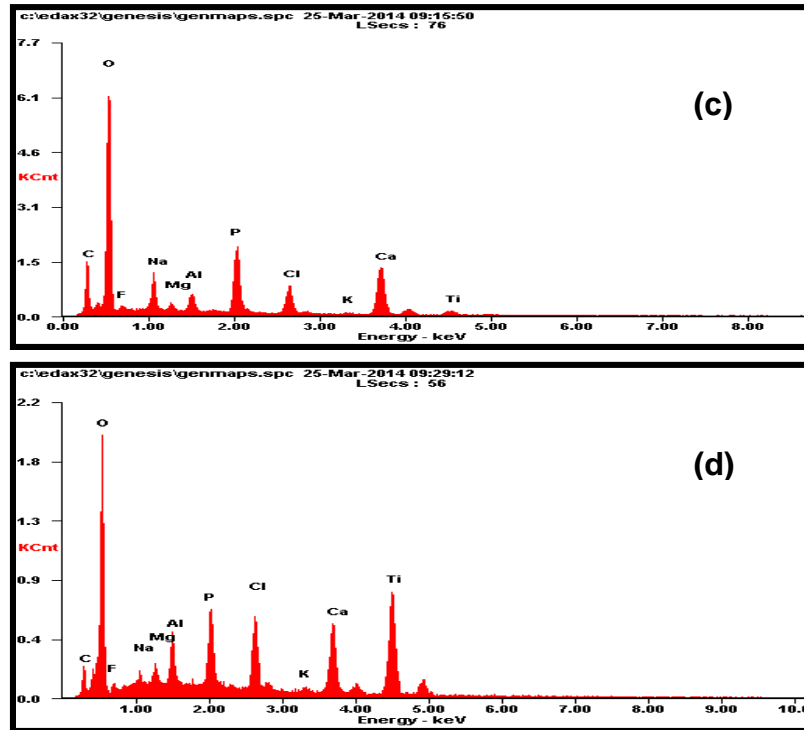 c:\edax32\genesis\genmaps.spc 25-Mar-2014 09:15:50
LSecs : 76
7.7
O
6.1
(c)
4.6
KCnt
3.1
P
C
Na
Ca
Al
Cl
1.5
F
Mg
K
Ti
0.0
0.00 1.00 2.00 3.00 4.00 5.00 6.00 7.00 8.00
Energy - keV
c:\edax32\genesis\genmaps.spc 25-Mar-2014 09:29:12
LSecs : 56
2.2
O
1.8
(d)
1.3
KCnt
0.9
Ti
Cl
P
Ca
Al
0.4
Mg
Na
C
F
K
0.0
1.00 2.00 3.00 4.00 5.00 6.00 7.00 8.00 9.00 10.0
Energy - keV